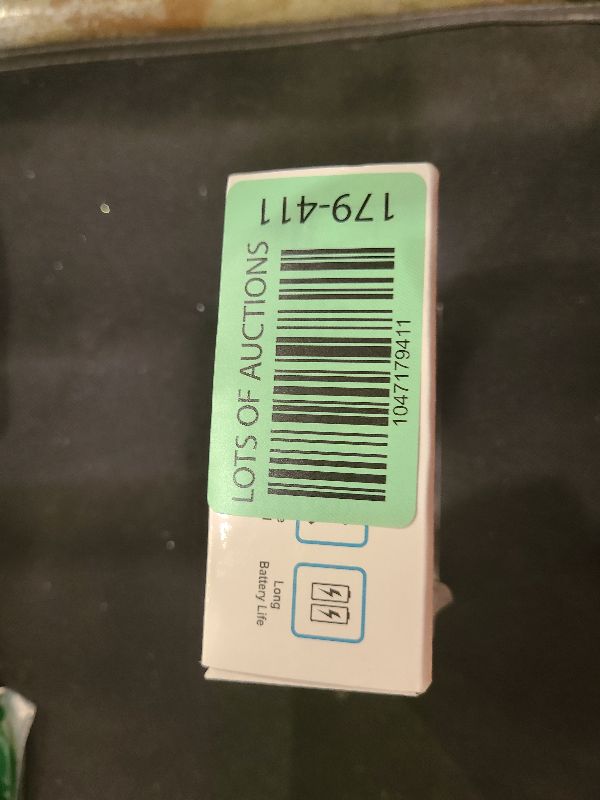 179-411
LOTS OF AUCTIONS
1047179411
Long
Battery Life